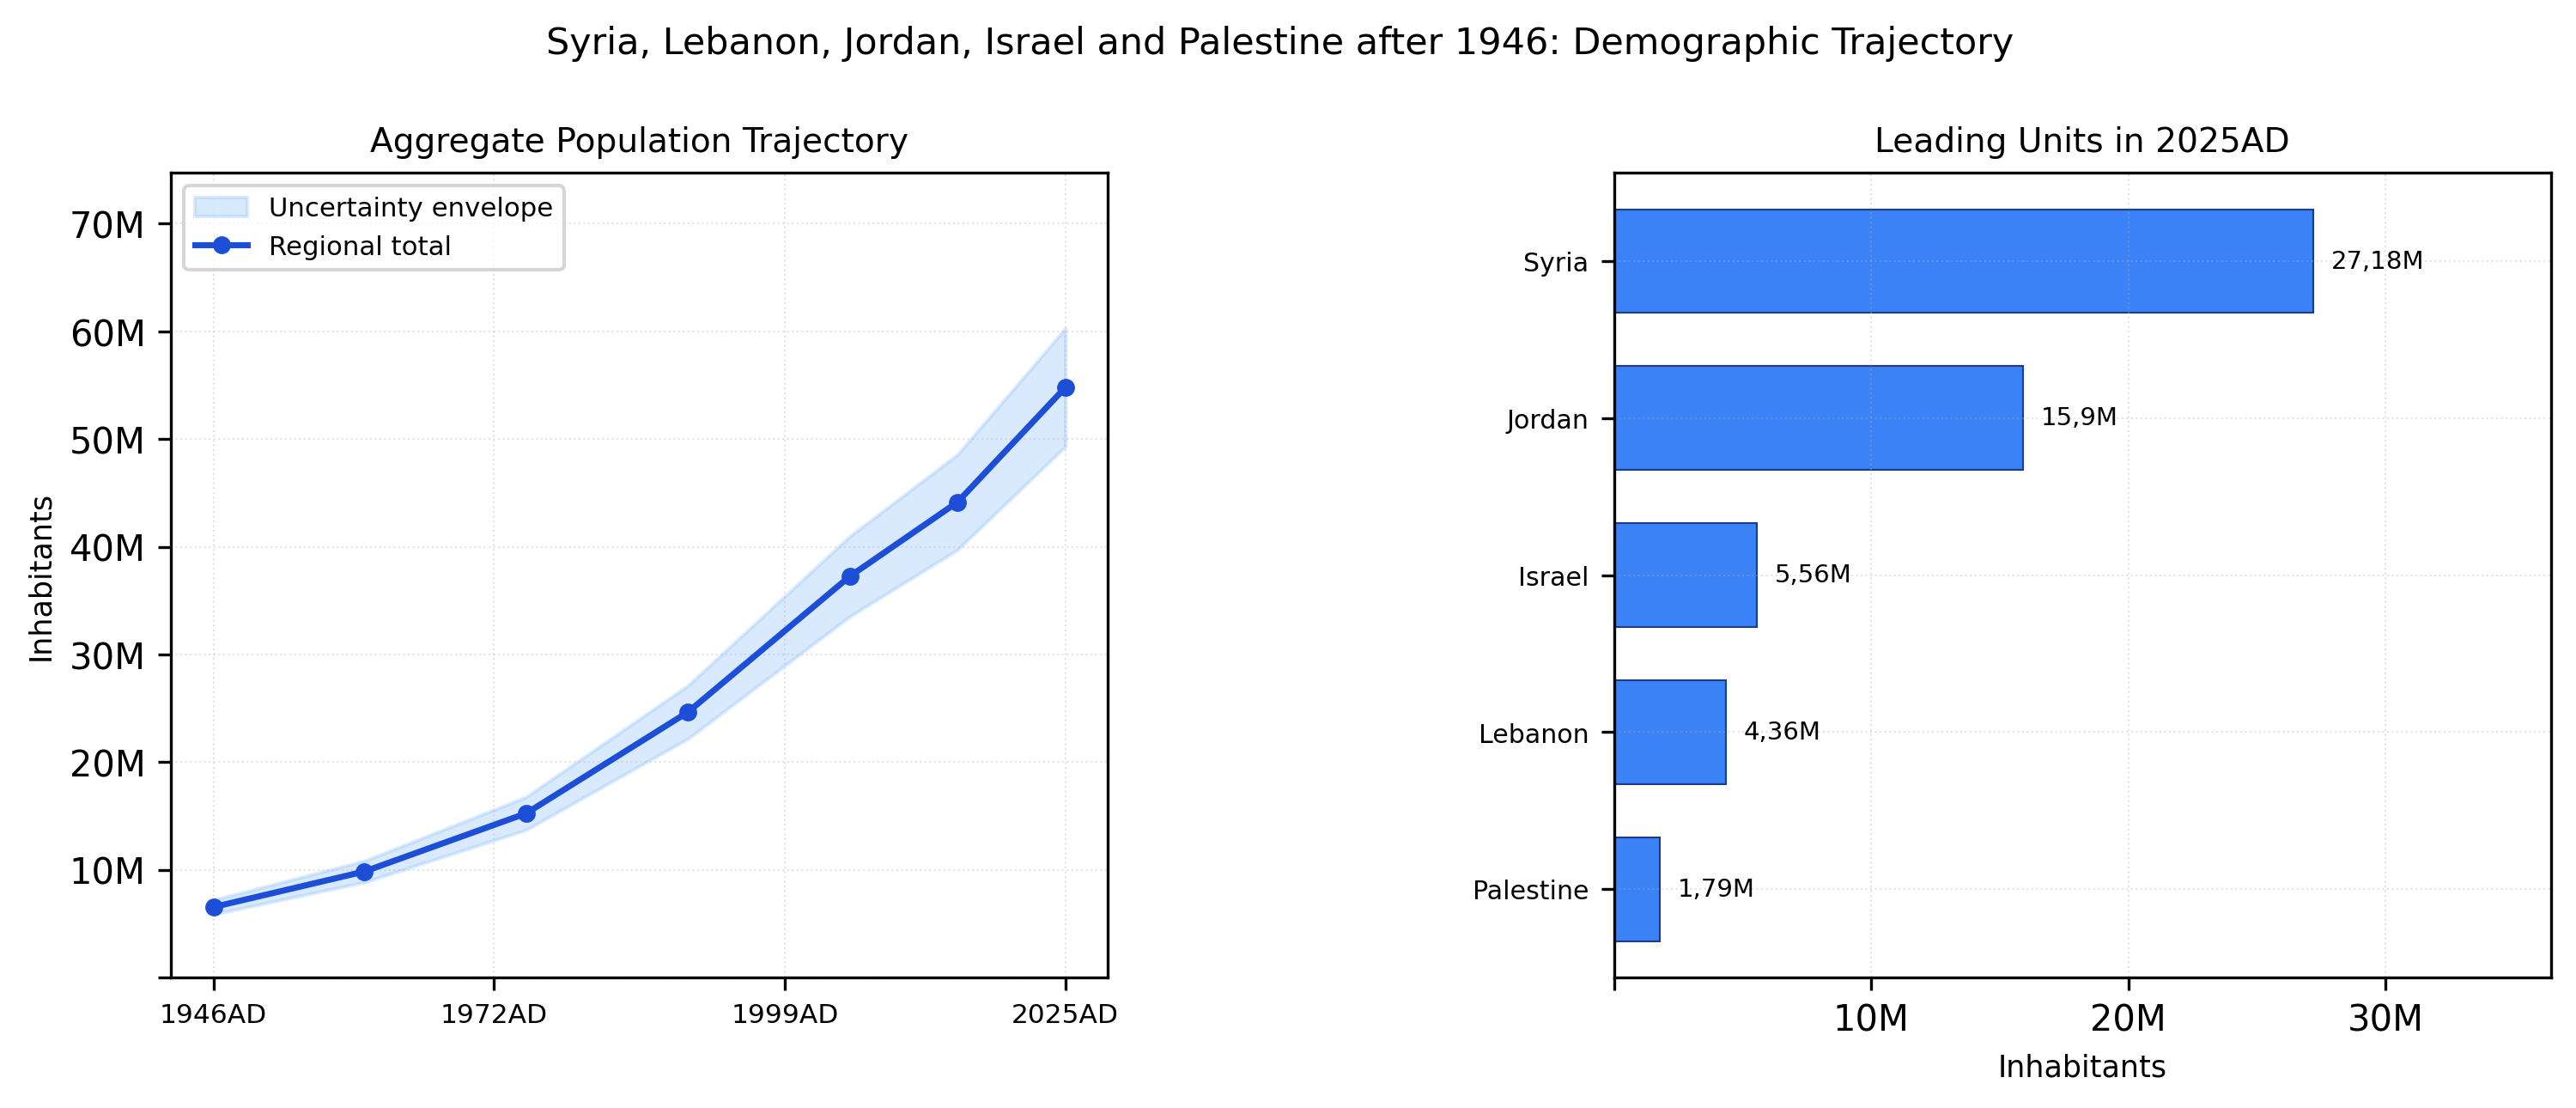 Syria, Lebanon, Jordan, Israel and Palestine after 1946: Demographic Trajectory
Aggregate Population Trajectory
Uncertainty envelope
Regional total
70M
60M
50M
40M
30M
20M
10M
Inhabitants
1946AD
1972AD
1999AD
2025AD
Leading Units in 2025AD
Syria
27,18M
Jordan
15,9M
Israel
5,56M
Lebanon
4,36M
Palestine
1,79M
10M
20M
30M
Inhabitants